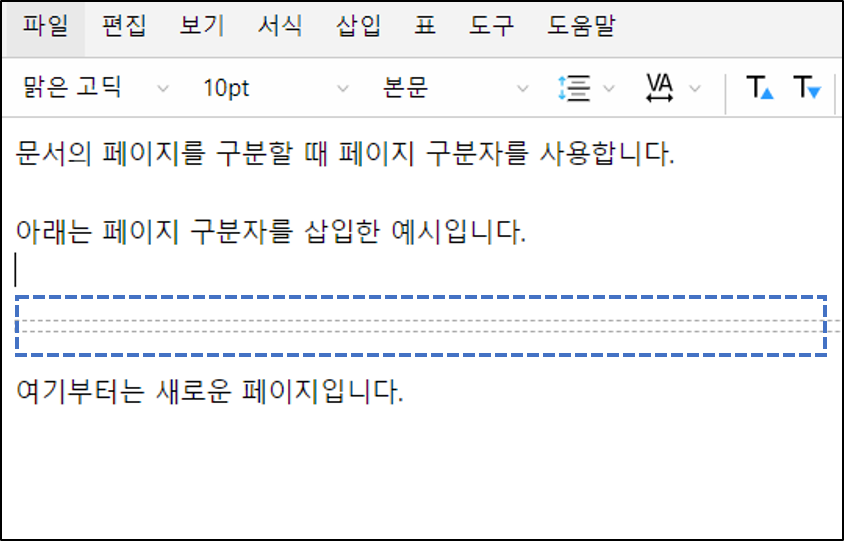 파일 편집 보기 서식 삽입 표 도구 도움말
맑은 고딕 10pt 본문 VA T T
문서의 페이지를 구분할 때 페이지 구분자를 사용합니다.
아래는 페이지 구분자를 삽입한 예시입니다.
여기부터는 새로운 페이지입니다.